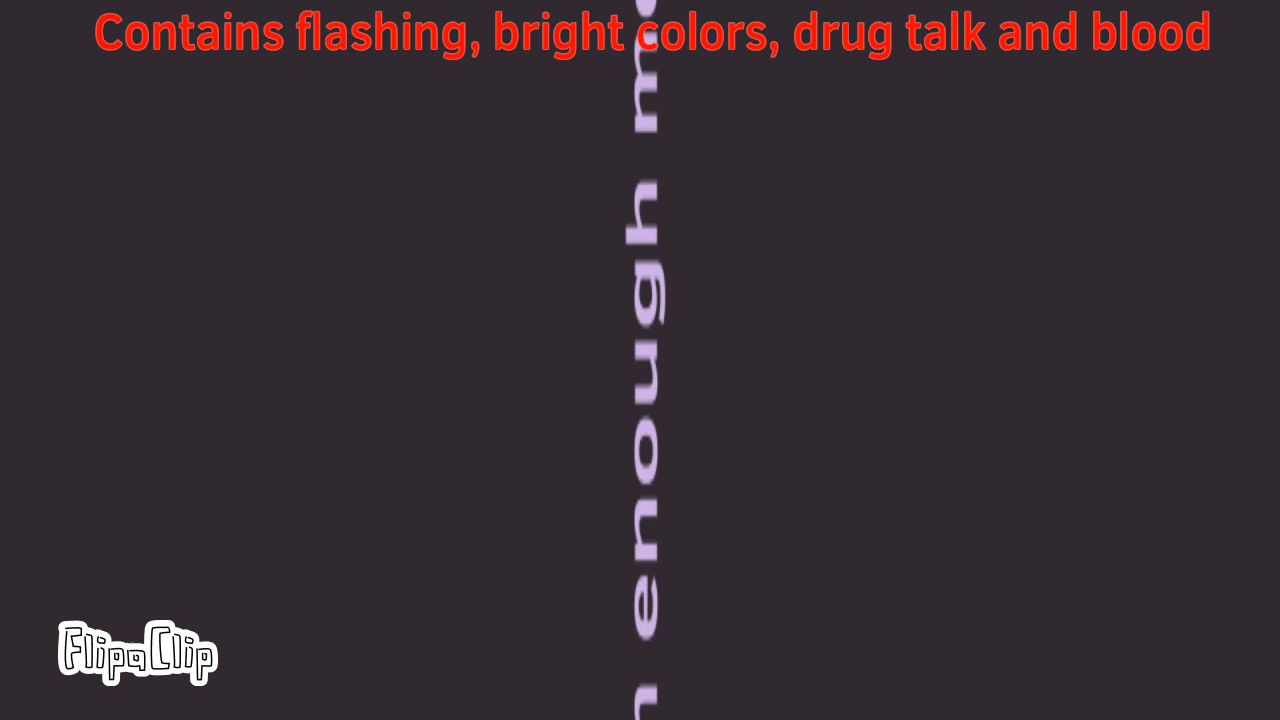 Contains flashing, bright colors, drug talk and blood
enough
FlipaClip